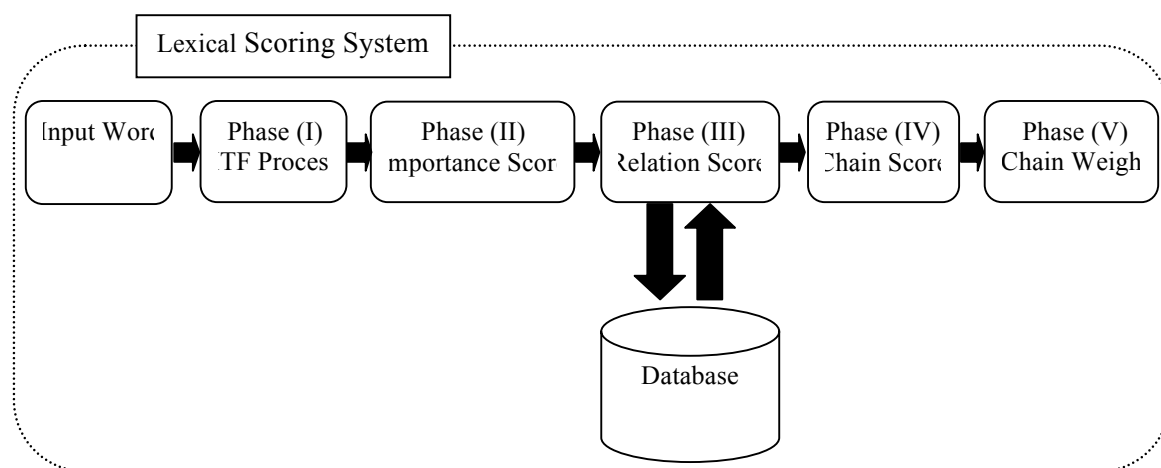 Lexical Scoring System
Input Word
Phase (I)
TF Proces
Phase (II)
mportance Scor
Phase (III)
Relation Score
Phase (IV)
Chain Score
Phase (V)
Chain Weigh
Database